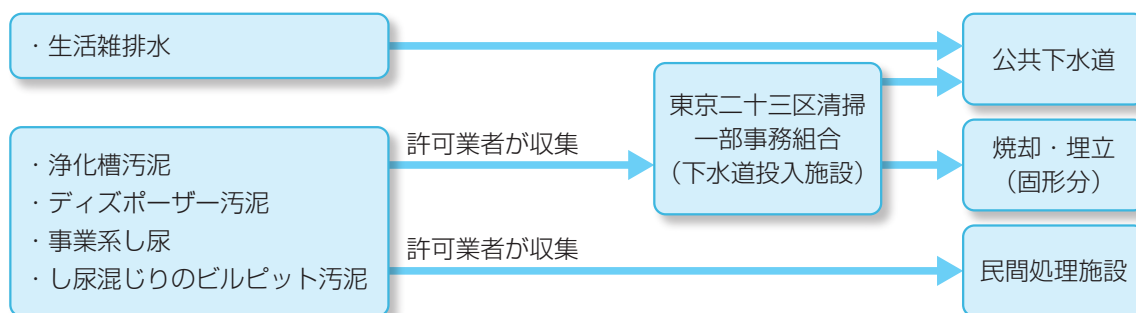 ・生活雑排水
公共下水道
東京二十三区清掃
一部事務組合
（下水道投入施設）
許可業者が収集
焼却・埋立
（固形分）
・浄化槽汚泥
・ディズポーザー汚泥
・事業系し尿
・し尿混じりのビルピット汚泥
許可業者が収集
民間処理施設